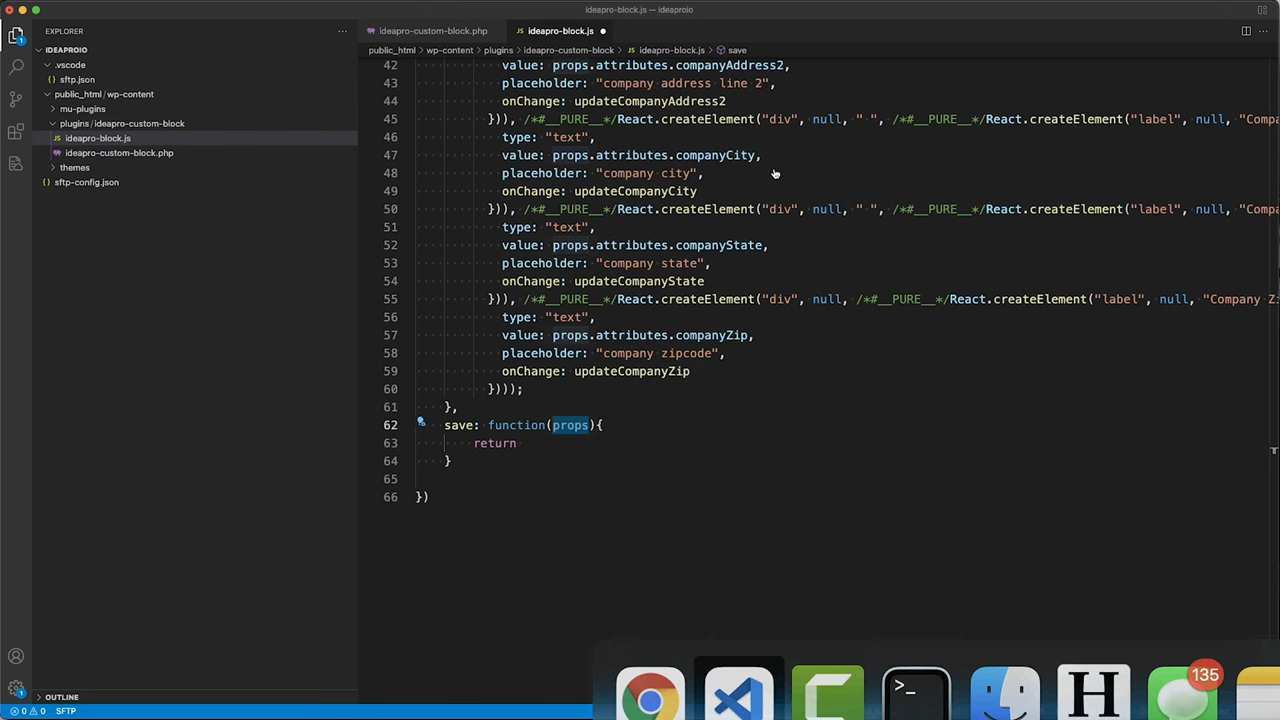 ideapro-block.js — ideaproio
EXPLORER
ideapro-custom-block.php
JS ideapro-block.js
IDEAPROIO
public_html > wp-content > plugins > ideapro-custom-block > JS ideapro-block.js > save
.vscode
sftp.json
public_html / wp-content
mu-plugins
plugins / ideapro-custom-block
JS ideapro-block.js
ideapro-custom-block.php
themes
sftp-config.json
42 value: props.attributes.companyAddress2,
43 placeholder: "company address line 2",
44 onChange: updateCompanyAddress2
45 })), /*#__PURE__*/React.createElement("div", null, " ", /*#__PURE__*/React.createElement("label", null, "Compa
46 type: "text",
47 value: props.attributes.companyCity,
48 placeholder: "company city",
49 onChange: updateCompanyCity
50 })), /*#__PURE__*/React.createElement("div", null, " ", /*#__PURE__*/React.createElement("label", null, "Compa
51 type: "text",
52 value: props.attributes.companyState,
53 placeholder: "company state",
54 onChange: updateCompanyState
55 })), /*#__PURE__*/React.createElement("div", null, /*#__PURE__*/React.createElement("label", null, "Company Zi
56 type: "text",
57 value: props.attributes.companyZip,
58 placeholder: "company zipcode",
59 onChange: updateCompanyZip
60 })));
61 },
62 save: function(props){
63 return
64 }
65
66 })
OUTLINE
0 0 SFTP
1
1
>_
H
135